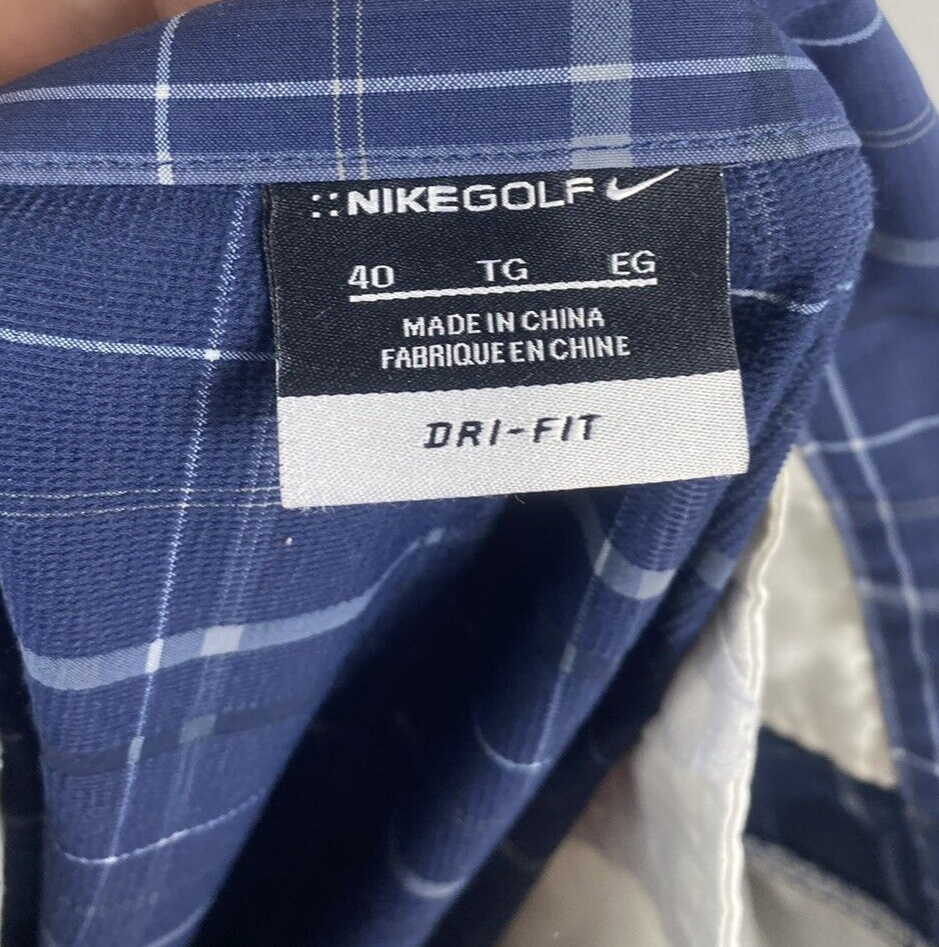 ::NIKEGOLF
40 TG EG
MADE IN CHINA
FABRIQUE EN CHINE
DRI-FIT